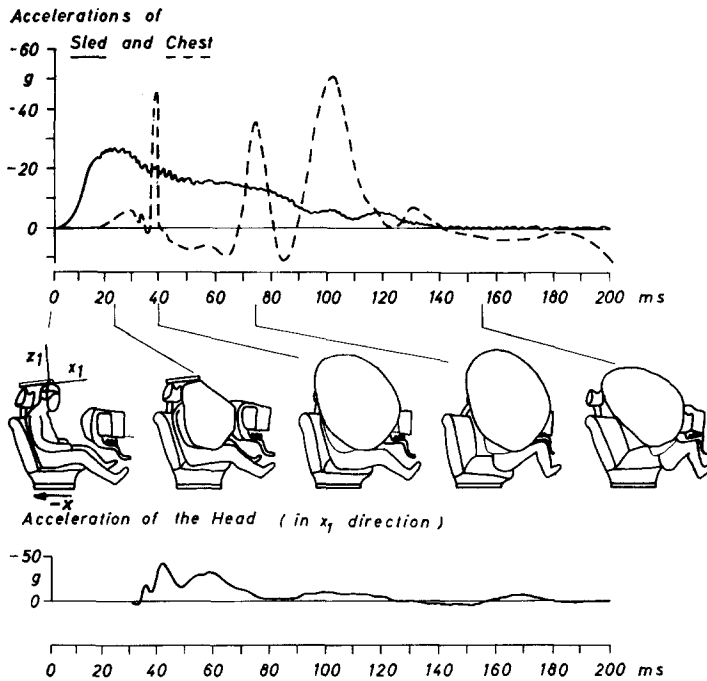 Accelerations of
Sled and Chest
-60
g
-40
-20
0
0 20 40 60 80 100 120 140 160 180 200 ms
z1 x1
-x
Acceleration of the Head ( in x1 direction )
-50
g
0
0 20 40 60 80 100 120 140 160 180 200 ms